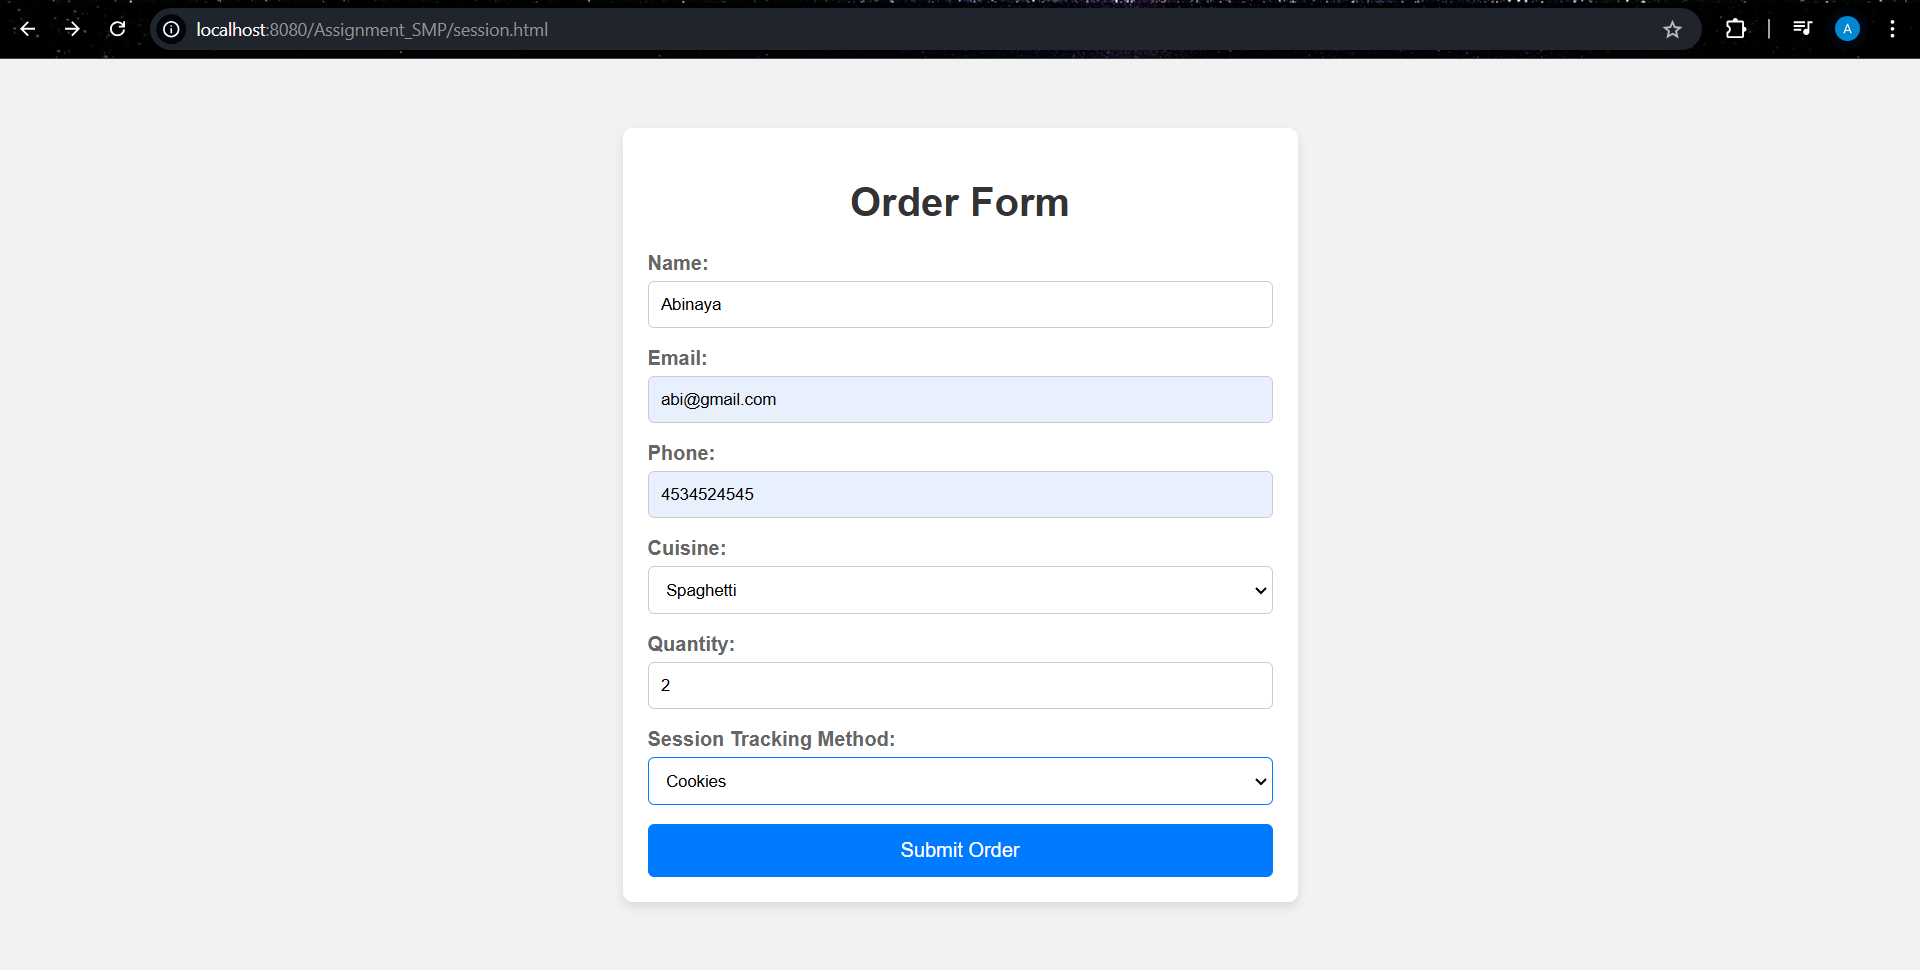 localhost:8080/Assignment_SMP/session.html
A
Order Form
Name:
Abinaya
Email:
abi@gmail.com
Phone:
4534524545
Cuisine:
Spaghetti
Quantity:
2
Session Tracking Method:
Cookies
Submit Order